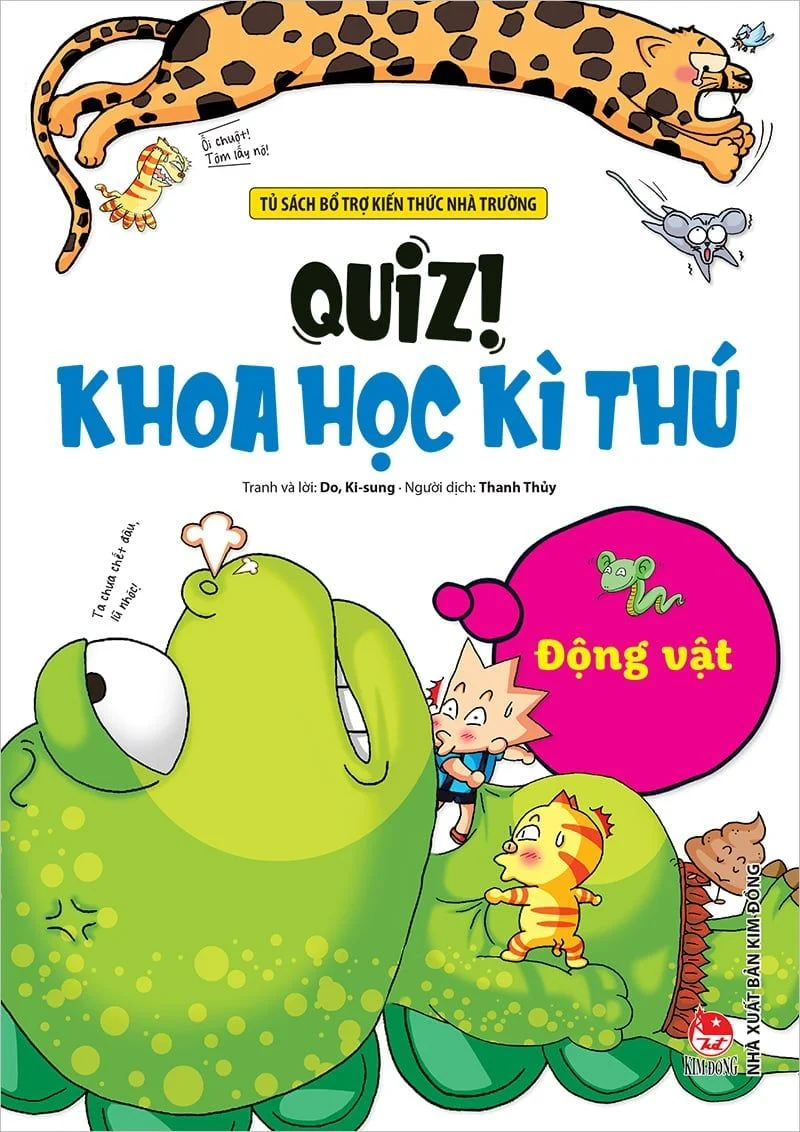 Ối chuột!
Tóm lấy nó!
TỦ SÁCH BỔ TRỢ KIẾN THỨC NHÀ TRƯỜNG
QUIZ!
KHOA HỌC KÌ THÚ
Tranh và lời: Do, Ki-sung · Người dịch: Thanh Thủy
Ta chưa chết đâu,
lũ nhóc!
Động vật
NHÀ XUẤT BẢN KIM ĐỒNG
KIM ĐỒNG